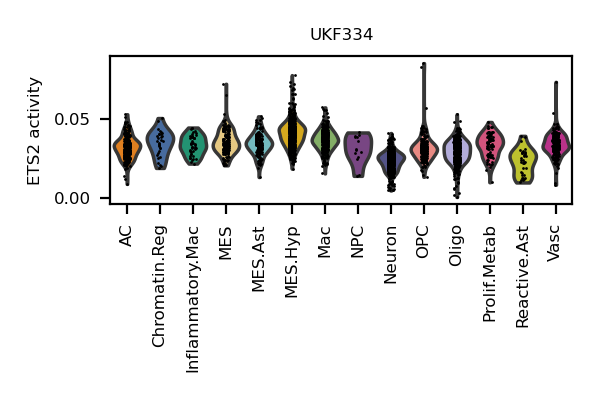 UKF334
ETS2 activity
0.05
0.00
AC
Chromatin.Reg
Inflammatory.Mac
MES
MES.Ast
MES.Hyp
Mac
NPC
Neuron
OPC
Oligo
Prolif.Metab
Reactive.Ast
Vasc